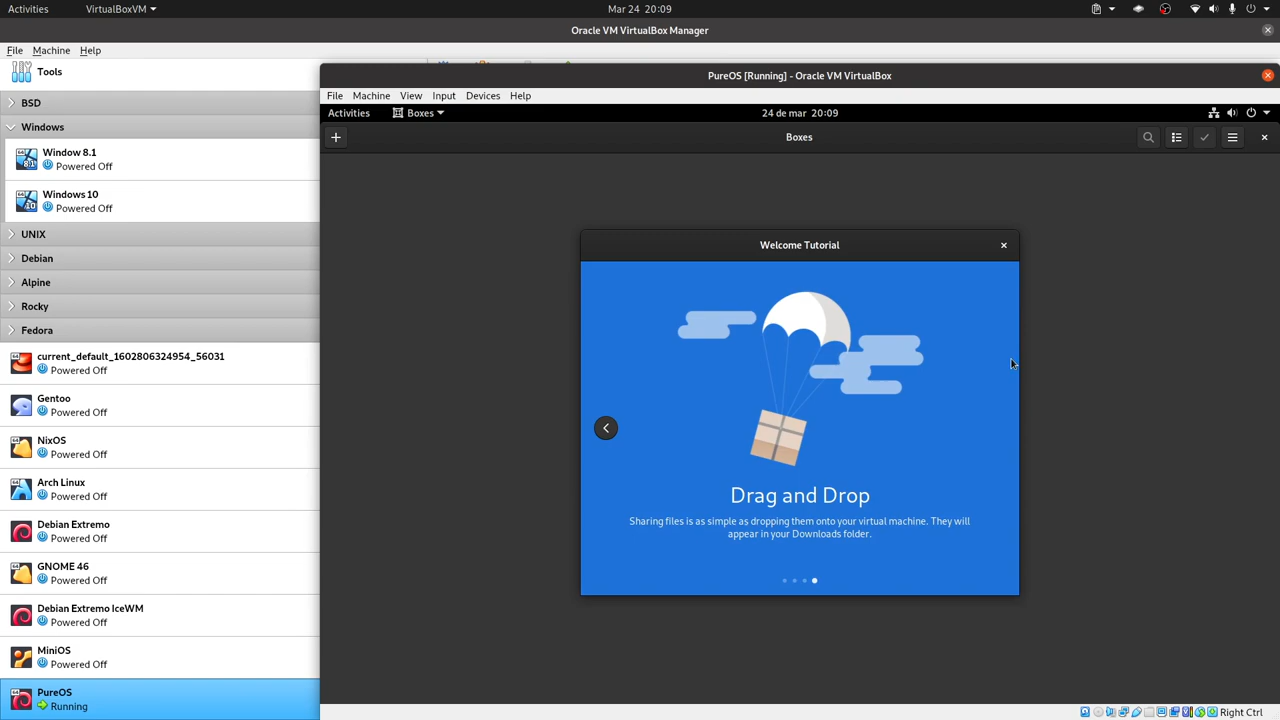 Activities
VirtualBoxVM
Mar 24 20:09
Oracle VM VirtualBox Manager
File Machine Help
Tools
BSD
Windows
Window 8.1
Powered Off
Windows 10
Powered Off
UNIX
Debian
Alpine
Rocky
Fedora
current_default_1602806324954_56031
Powered Off
Gentoo
Powered Off
NixOS
Powered Off
Arch Linux
Powered Off
Debian Extremo
Powered Off
GNOME 46
Powered Off
Debian Extremo IceWM
Powered Off
MiniOS
Powered Off
PureOS
Running
PureOS [Running] - Oracle VM VirtualBox
File Machine View Input Devices Help
Activities
Boxes
24 de mar 20:09
Boxes
Welcome Tutorial
Drag and Drop
Sharing files is as simple as dropping them onto your virtual machine. They will
appear in your Downloads folder.
Right Ctrl